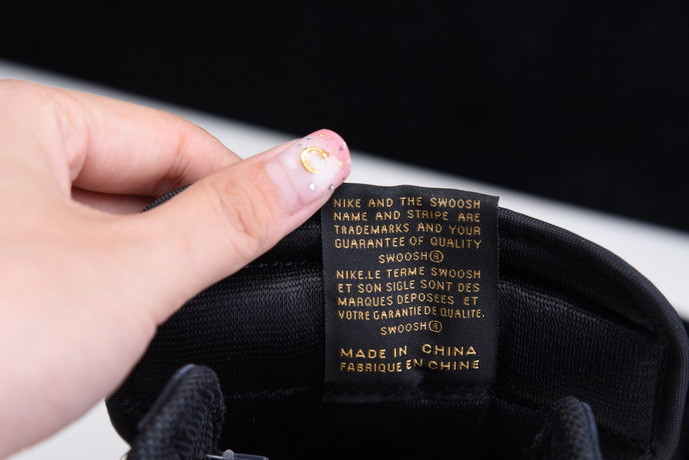 NIKE AND THE SWOOSH
NAME AND STRIPE ARE
TRADEMARKS AND YOUR
GUARANTEE OF QUALITY
SWOOSH®
NIKE.LE TERME SWOOSH
ET SON SIGLE SONT DES
MARQUES DEPOSEES ET
VOTRE GARANTIE DE QUALITE.
SWOOSH®
MADE IN CHINA
FABRIQUE EN CHINE